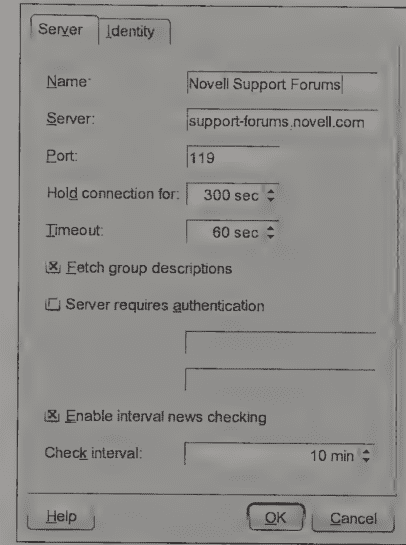 Server Identity
Name: Novell Support Forums
Server: support-forums.novell.com
Port: 119
Hold connection for: 300 sec
Timeout: 60 sec
Fetch group descriptions
Server requires authentication
Enable interval news checking
Check interval: 10 min
Help OK Cancel